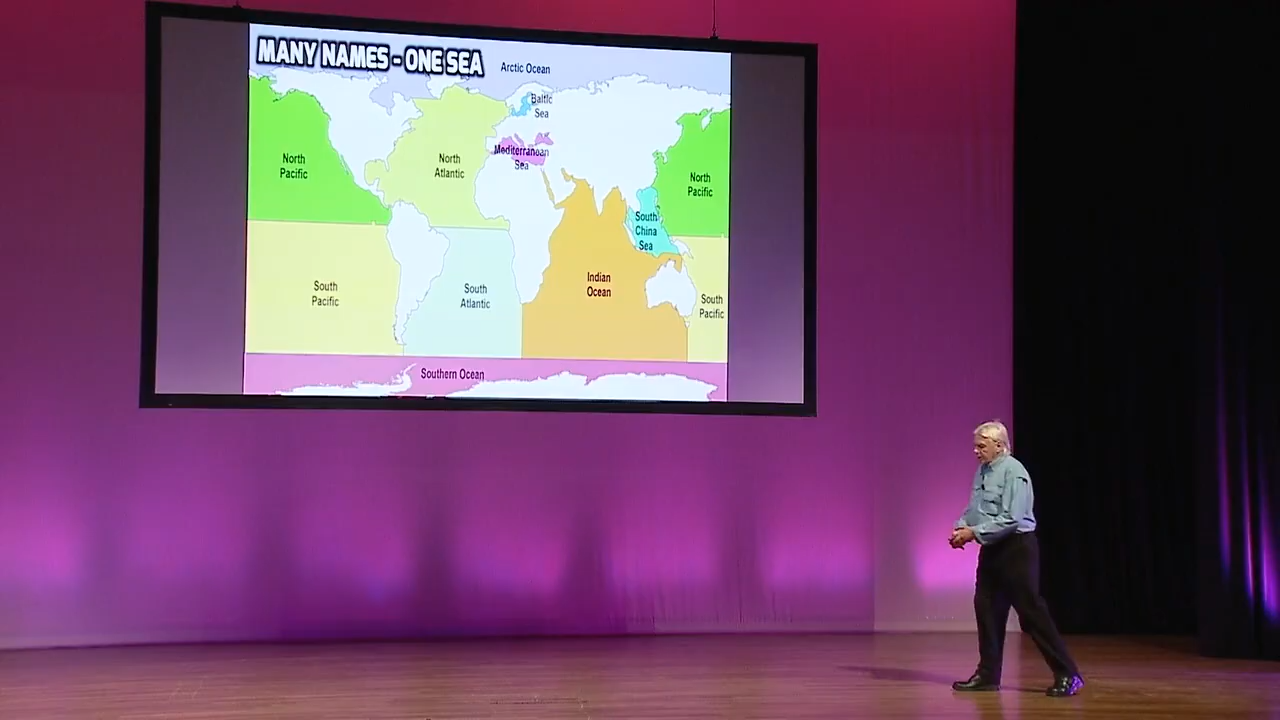 MANY NAMES - ONE SEA
Arctic Ocean
Baltic
Sea
Mediterranean
Sea
North
Pacific
North
Atlantic
North
Pacific
South
China
Sea
South
Pacific
South
Atlantic
Indian
Ocean
South
Pacific
Southern Ocean